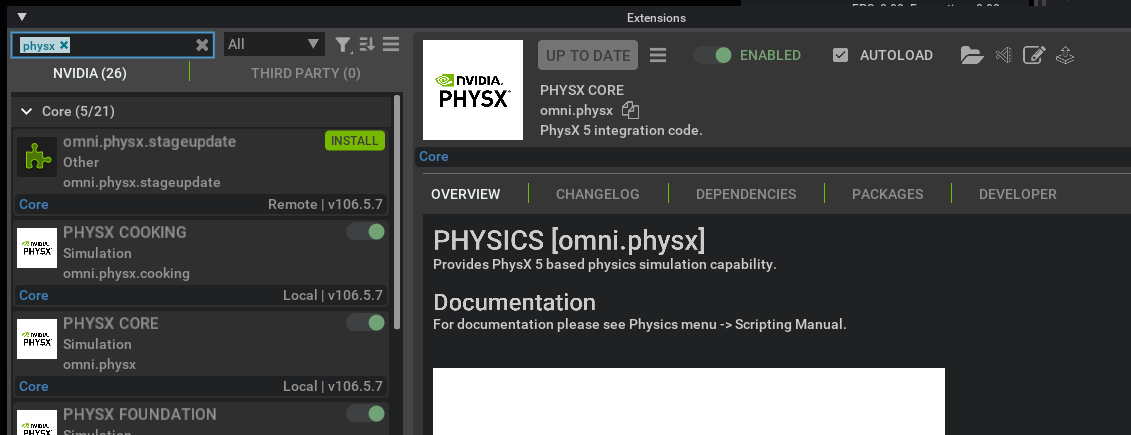 Extensions
physx
All
NVIDIA (26)
THIRD PARTY (0)
Core (5/21)
omni.physx.stageupdate
INSTALL
Other
omni.physx.stageupdate
Core
Remote | v106.5.7
NVIDIA. PHYSX
PHYSX COOKING
Simulation
omni.physx.cooking
Core
Local | v106.5.7
NVIDIA. PHYSX
PHYSX CORE
Simulation
omni.physx
Core
Local | v106.5.7
NVIDIA. PHYSX
PHYSX FOUNDATION
NVIDIA.
PHYSX
UP TO DATE
ENABLED
AUTOLOAD
PHYSX CORE
omni.physx
PhysX 5 integration code.
Core
OVERVIEW
CHANGELOG
DEPENDENCIES
PACKAGES
DEVELOPER
PHYSICS [omni.physx]
Provides PhysX 5 based physics simulation capability.
Documentation
For documentation please see Physics menu -> Scripting Manual.